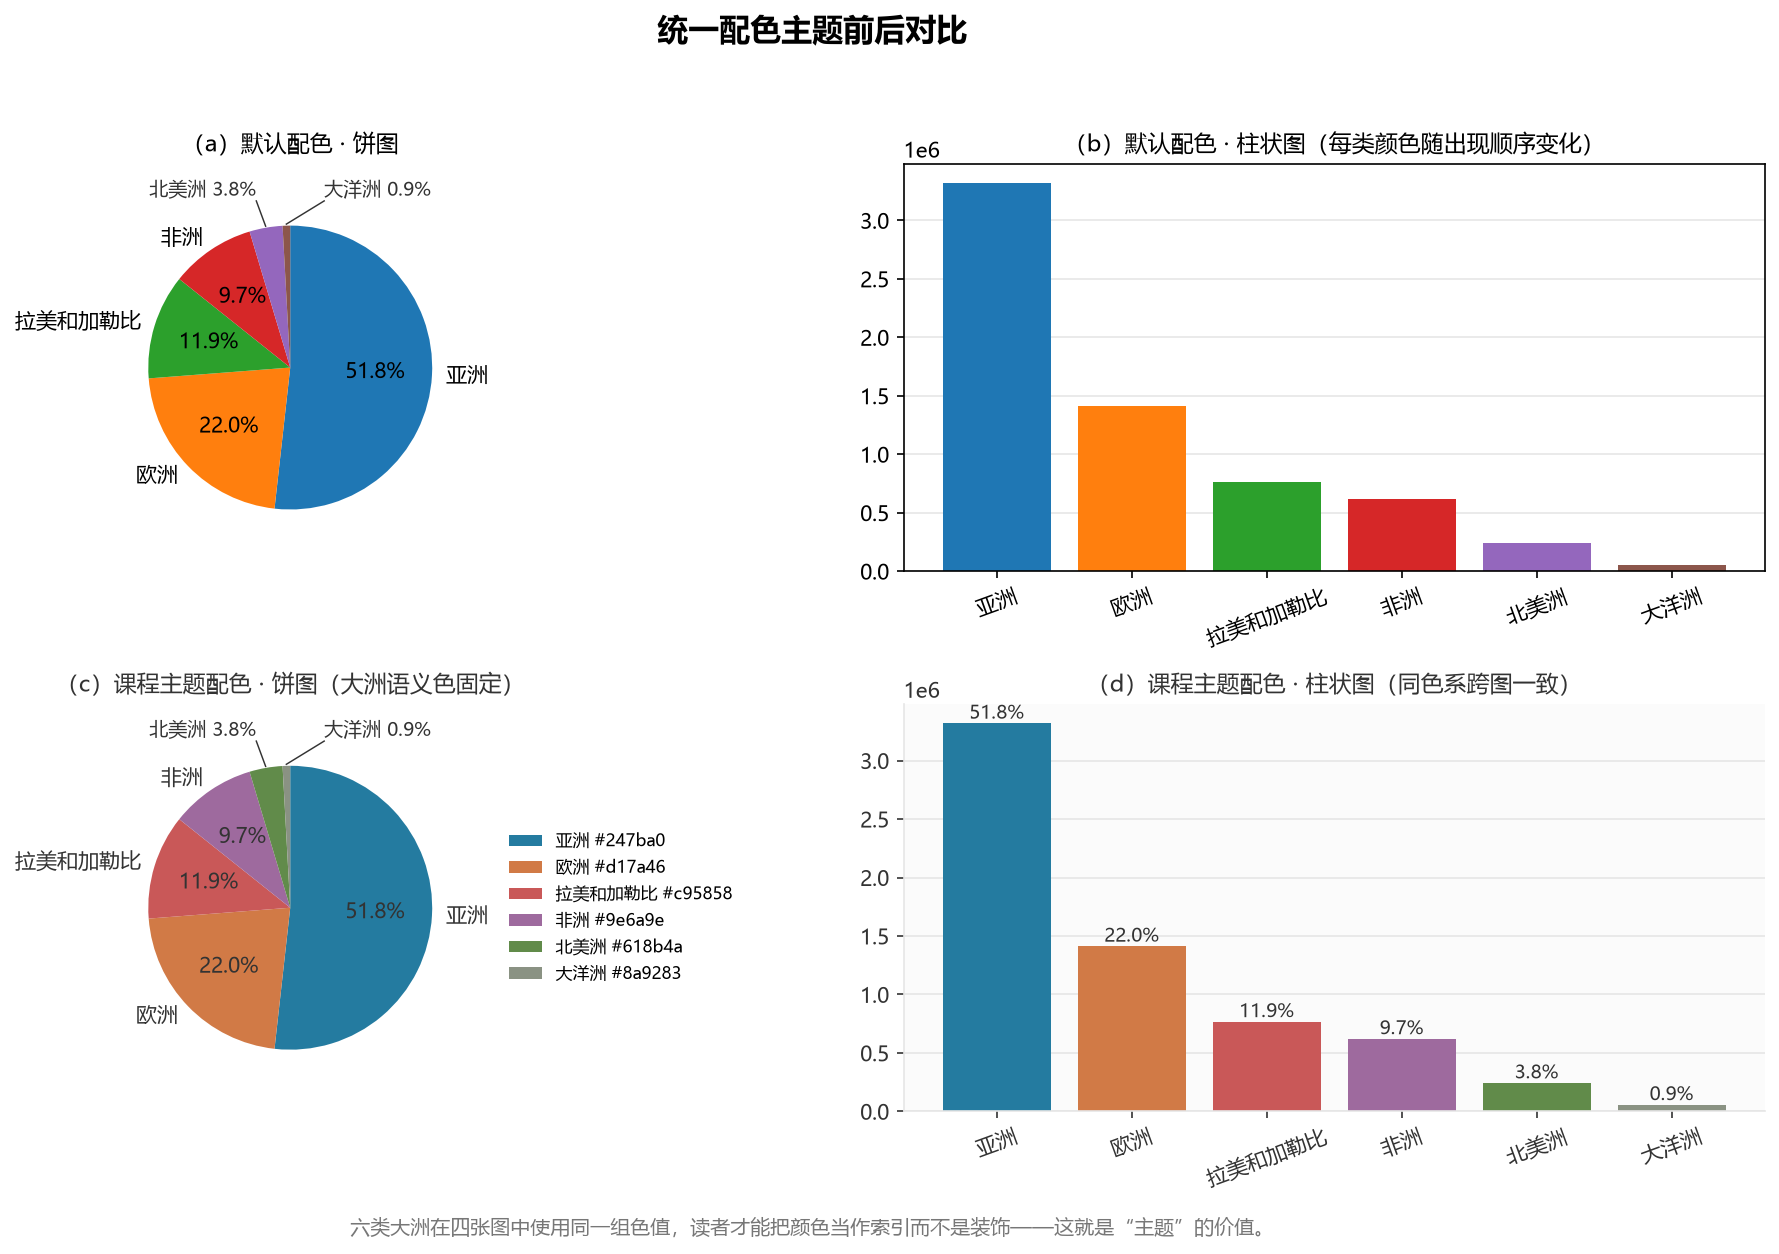 统一配色主题前后对比
（a）默认配色 · 饼图
北美洲 3.8%
大洋洲 0.9%
非洲
9.7%
拉美和加勒比
11.9%
51.8%
亚洲
22.0%
欧洲
（b）默认配色 · 柱状图（每类颜色随出现顺序变化）
1e6
3.0
2.5
2.0
1.5
1.0
0.5
0.0
亚洲
欧洲
拉美和加勒比
非洲
北美洲
大洋洲
（c）课程主题配色 · 饼图（大洲语义色固定）
北美洲 3.8%
大洋洲 0.9%
非洲
9.7%
拉美和加勒比
11.9%
51.8%
亚洲
22.0%
欧洲
亚洲 #247ba0
欧洲 #d17a46
拉美和加勒比 #c95858
非洲 #9e6a9e
北美洲 #618b4a
大洋洲 #8a9283
（d）课程主题配色 · 柱状图（同色系跨图一致）
1e6
51.8%
22.0%
11.9%
9.7%
3.8%
0.9%
3.0
2.5
2.0
1.5
1.0
0.5
0.0
亚洲
欧洲
拉美和加勒比
非洲
北美洲
大洋洲
六类大洲在四张图中使用同一组色值，读者才能把颜色当作索引而不是装饰——这就是“主题”的价值。